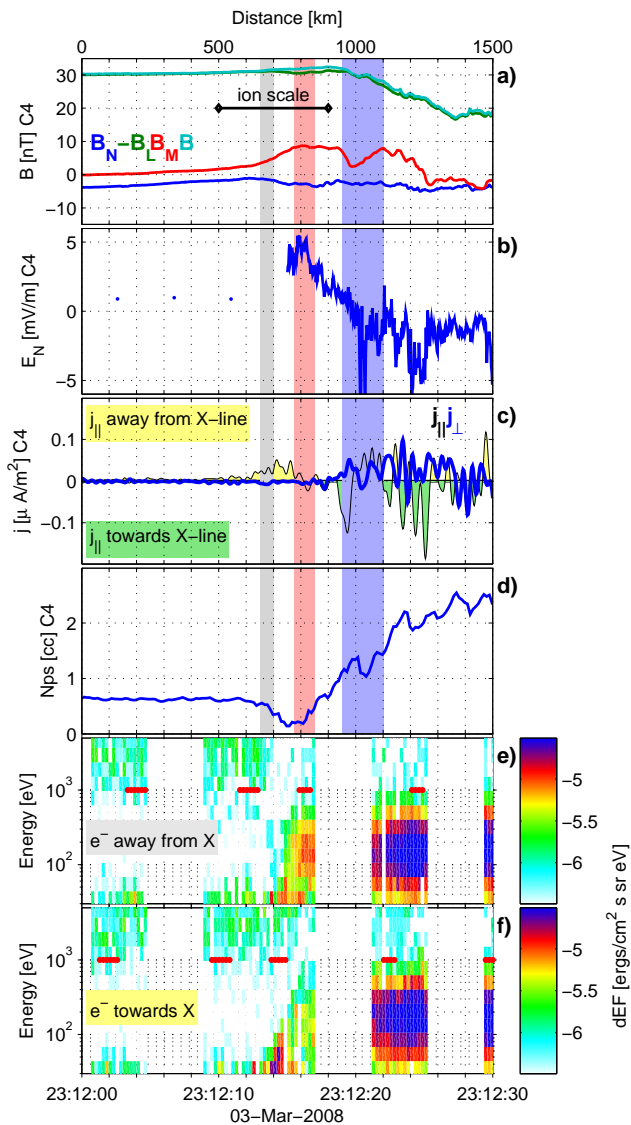 Distance [km]
0 500 1000 1500
30
20
10
0
−10
B [nT] C4
a)
ion scale
B_N −B_L B_M B
5
0
−5
E_N [mV/m] C4
b)
0.1
0
−0.1
j [μ A/m²] C4
c)
j_|| away from X−line
j_|| j_⊥
j_|| towards X−line
2
1
0
Nps [cc] C4
d)
10³
10²
Energy [eV]
e)
e⁻ away from X
−5
−5.5
−6
10³
10²
Energy [eV]
f)
e⁻ towards X
−5
−5.5
−6
dEF [ergs/cm² s sr eV]
23:12:00 23:12:10 23:12:20 23:12:30
03−Mar−2008